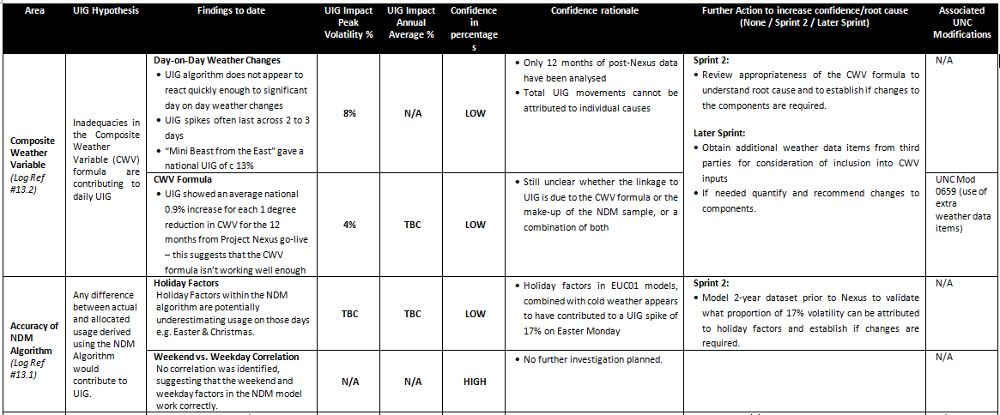 Area
UIG Hypothesis
Findings to date
UIG Impact
Peak
Volatility %
UIG Impact
Annual
Average %
Confidence
in
percentage
s
Confidence rationale
Further Action to increase confidence/root cause
(None / Sprint 2 / Later Sprint)
Associated
UNC
Modifications
Composite
Weather
Variable
(Log Ref
#13.2)
Inadequacies in
the Composite
Weather
Variable (CWV)
formula are
contributing to
daily UIG
Day-on-Day Weather Changes
• UIG algorithm does not appear to
react quickly enough to significant
day on day weather changes
• UIG spikes often last across 2 to 3
days
• “Mini Beast from the East” gave a
national UIG of c 13%
8%
N/A
LOW
• Only 12 months of post-Nexus data
have been analysed
• Total UIG movements cannot be
attributed to individual causes
Sprint 2:
• Review appropriateness of the CWV formula to
understand root cause and to establish if changes to
the components are required.
Later Sprint:
• Obtain additional weather data items from third
parties for consideration of inclusion into CWV
inputs
• If needed quantify and recommend changes to
components.
N/A
CWV Formula
• UIG showed an average national
0.9% increase for each 1 degree
reduction in CWV for the 12
months from Project Nexus go-live
– this suggests that the CWV
formula isn’t working well enough
4%
TBC
LOW
• Still unclear whether the linkage to
UIG is due to the CWV formula or the
make-up of the NDM sample, or a
combination of both
UNC Mod
0659 (use of
extra
weather data
items)
Accuracy of
NDM
Algorithm
(Log Ref
#13.1)
Any difference
between actual
and allocated
usage derived
using the NDM
Algorithm
would
contribute to
UIG.
Holiday Factors
Holiday Factors within the NDM
algorithm are potentially
underestimating usage on those days
e.g. Easter & Christmas.
TBC
TBC
LOW
• Holiday factors in EUC01 models,
combined with cold weather appears
to have contributed to a UIG spike of
17% on Easter Monday
Sprint 2:
• Model 2-year dataset prior to Nexus to validate
what proportion of 17% volatility can be attributed
to holiday factors and establish if changes are
required.
N/A
Weekend vs. Weekday Correlation
No correlation was identified,
suggesting that the weekend and
weekday factors in the NDM model
work correctly.
N/A
N/A
HIGH
• No further investigation planned.
N/A